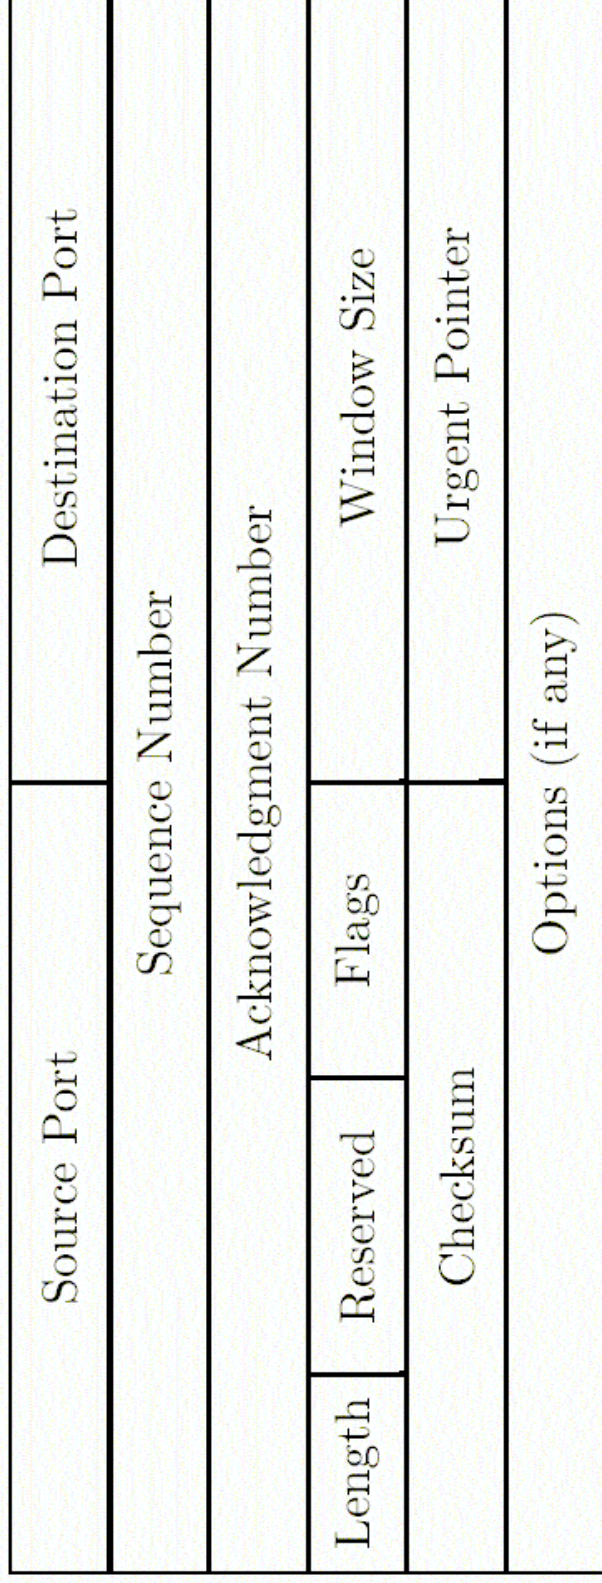 Source Port Destination Port
Sequence Number
Acknowledgment Number
Length Reserved Flags Window Size
Checksum Urgent Pointer
Options (if any)